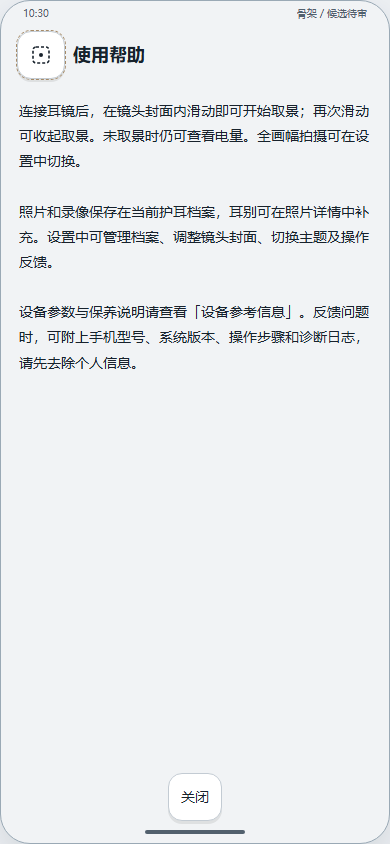 10:30
骨架 / 候选待审
使用帮助
连接耳镜后，在镜头封面内滑动即可开始取景；再次滑动
可收起取景。未取景时仍可查看电量。全画幅拍摄可在设
置中切换。
照片和录像保存在当前护耳档案，耳别可在照片详情中补
充。设置中可管理档案、调整镜头封面、切换主题及操作
反馈。
设备参数与保养说明请查看「设备参考信息」。反馈问题
时，可附上手机型号、系统版本、操作步骤和诊断日志，
请先去除个人信息。
关闭